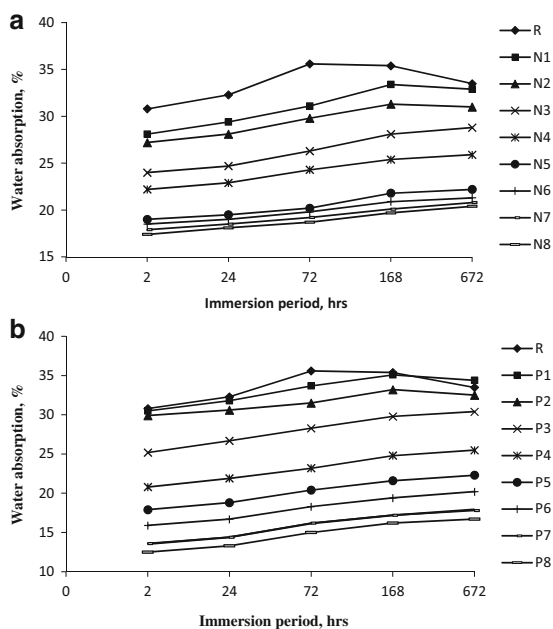 a
Water absorption, %
40
35
30
25
20
15
0 2 24 72 168 672
Immersion period, hrs
R
N1
N2
N3
N4
N5
N6
N7
N8
b
Water absorption, %
40
35
30
25
20
15
10
0 2 24 72 168 672
Immersion period, hrs
R
P1
P2
P3
P4
P5
P6
P7
P8